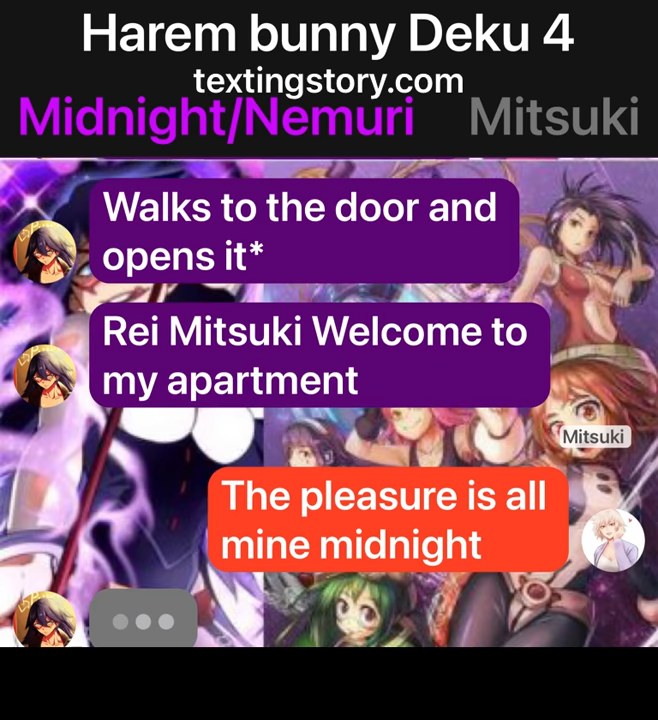 Harem bunny Deku 4
textingstory.com
Midnight/Nemuri Mitsuki
Walks to the door and
opens it*
Rei Mitsuki Welcome to
my apartment
Mitsuki
The pleasure is all
mine midnight